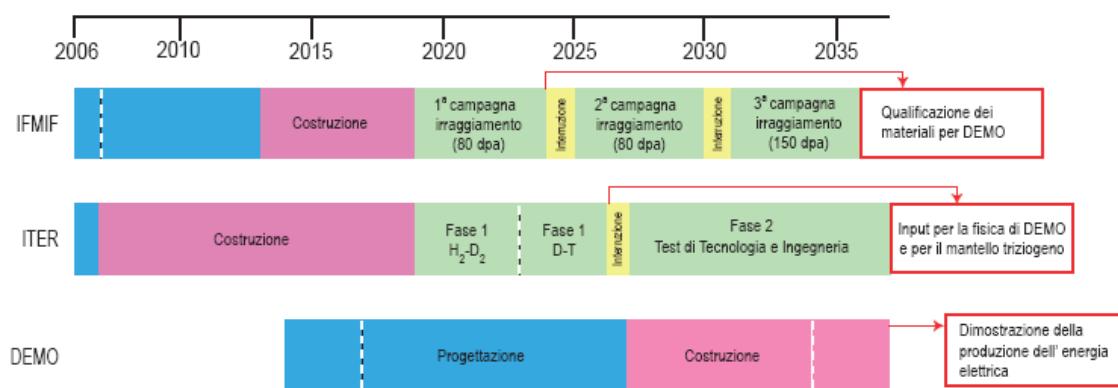 2006 2010 2015 2020 2025 2030 2035
IFMIF
Costruzione
1ª campagna
irraggiamento
(80 dpa)
Interruzione
2ª campagna
irraggiamento
(80 dpa)
Interruzione
3ª campagna
irraggiamento
(150 dpa)
Qualificazione dei
materiali per DEMO
ITER
Costruzione
Fase 1
H₂-D₂
Fase 1
D-T
Interruzione
Fase 2
Test di Tecnologia e Ingegneria
Input per la fisica di DEMO
e per il mantello triziogeno
DEMO
Progettazione
Costruzione
Dimostrazione della
produzione dell' energia
elettrica